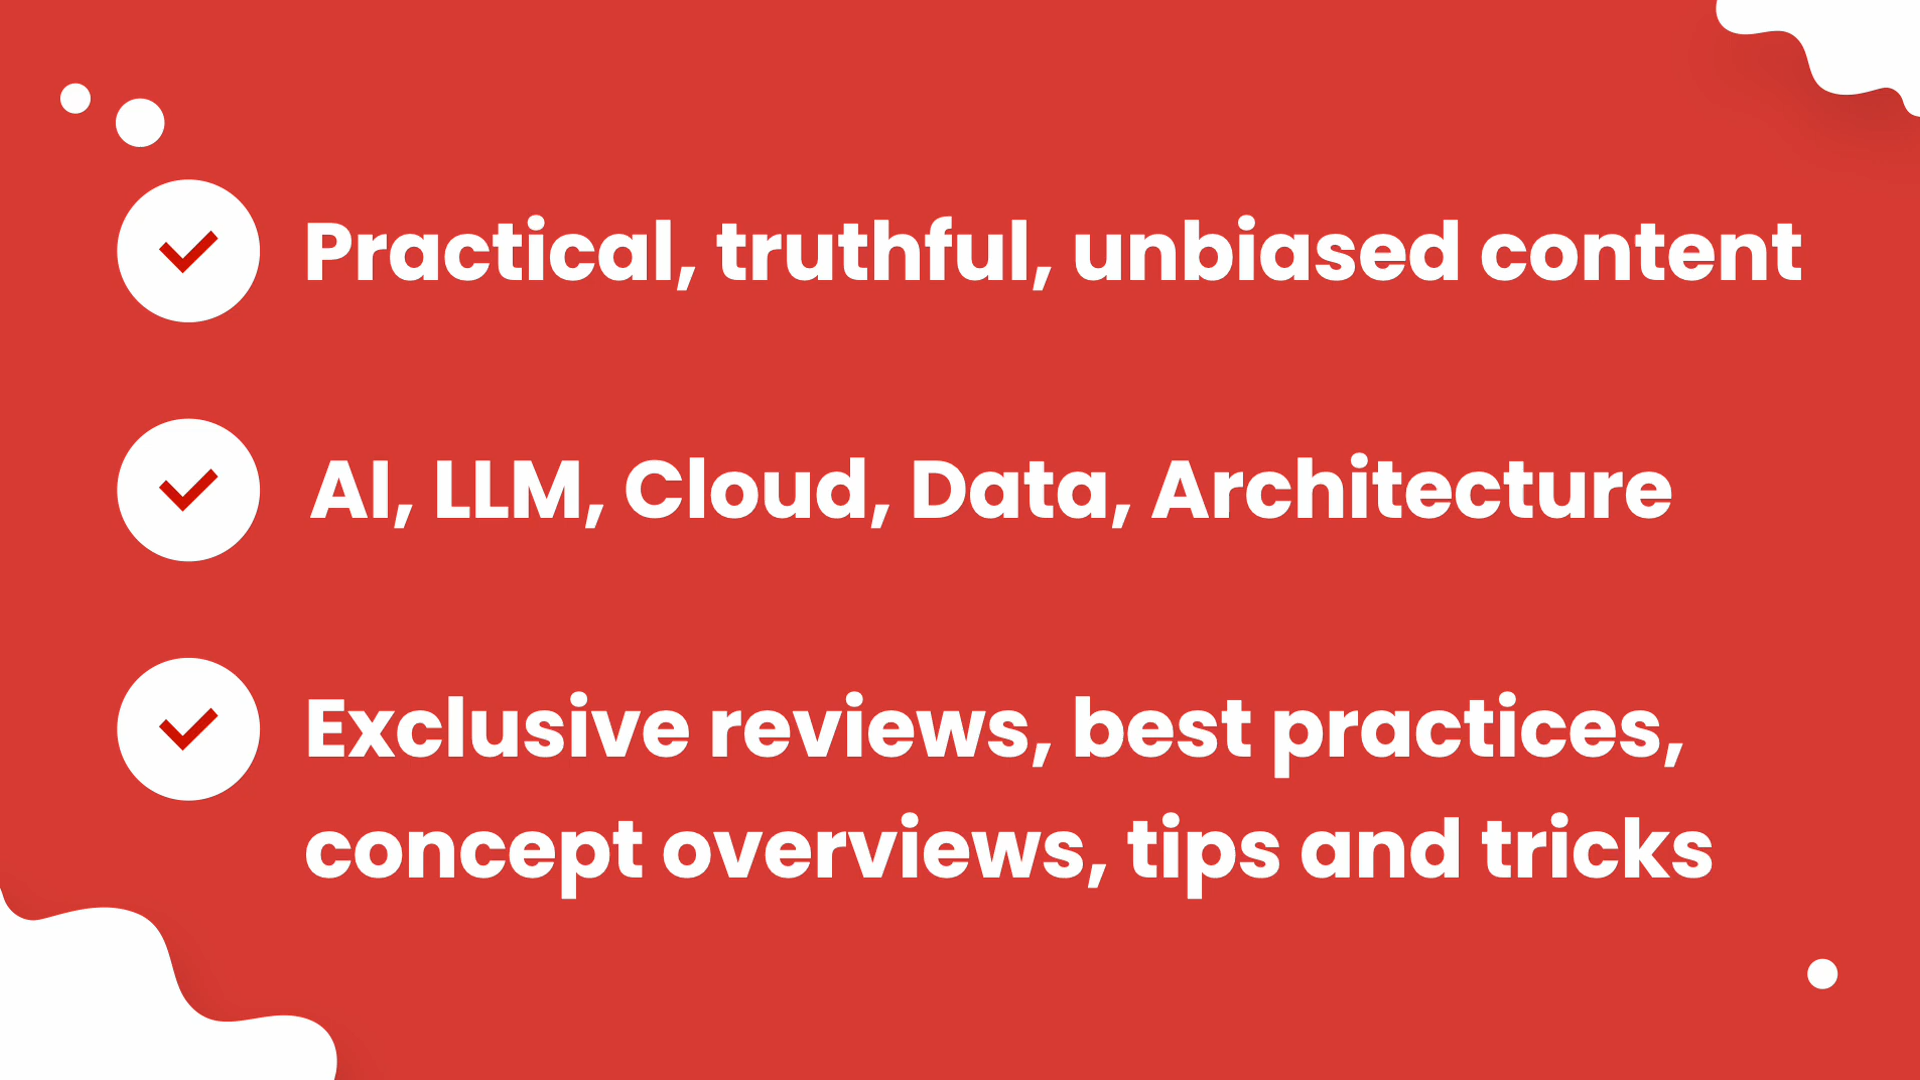 Practical, truthful, unbiased content
AI, LLM, Cloud, Data, Architecture
Exclusive reviews, best practices,
concept overviews, tips and tricks